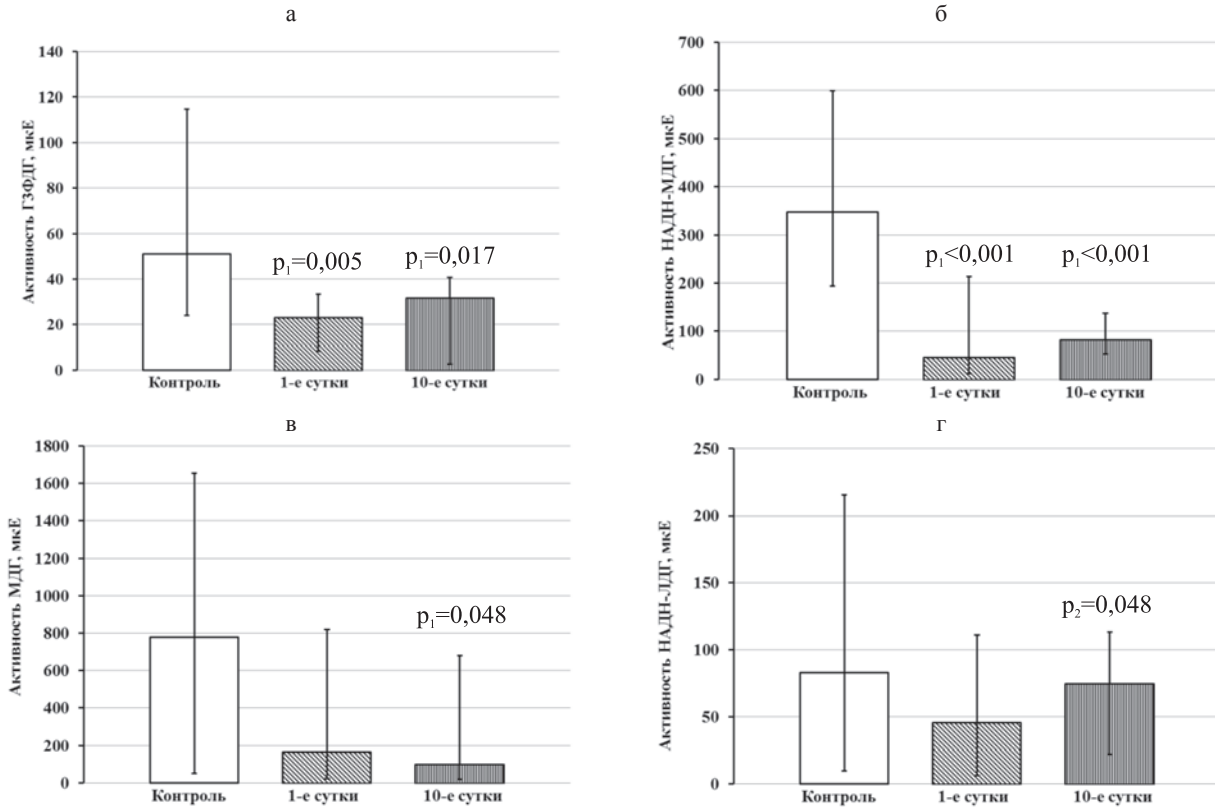 а
Активность Г3ФДГ, мкЕ
140
120
100
80
60
40
20
0
p₁=0,005
p₁=0,017
Контроль
1-е сутки
10-е сутки
б
Активность НАДН-МДГ, мкЕ
700
600
500
400
300
200
100
0
p₁<0,001
p₁<0,001
Контроль
1-е сутки
10-е сутки
в
Активность МДГ, мкЕ
1800
1600
1400
1200
1000
800
600
400
200
0
p₁=0,048
Контроль
1-е сутки
10-е сутки
г
Активность НАДН-ЛДГ, мкЕ
250
200
150
100
50
0
p₂=0,048
Контроль
1-е сутки
10-е сутки